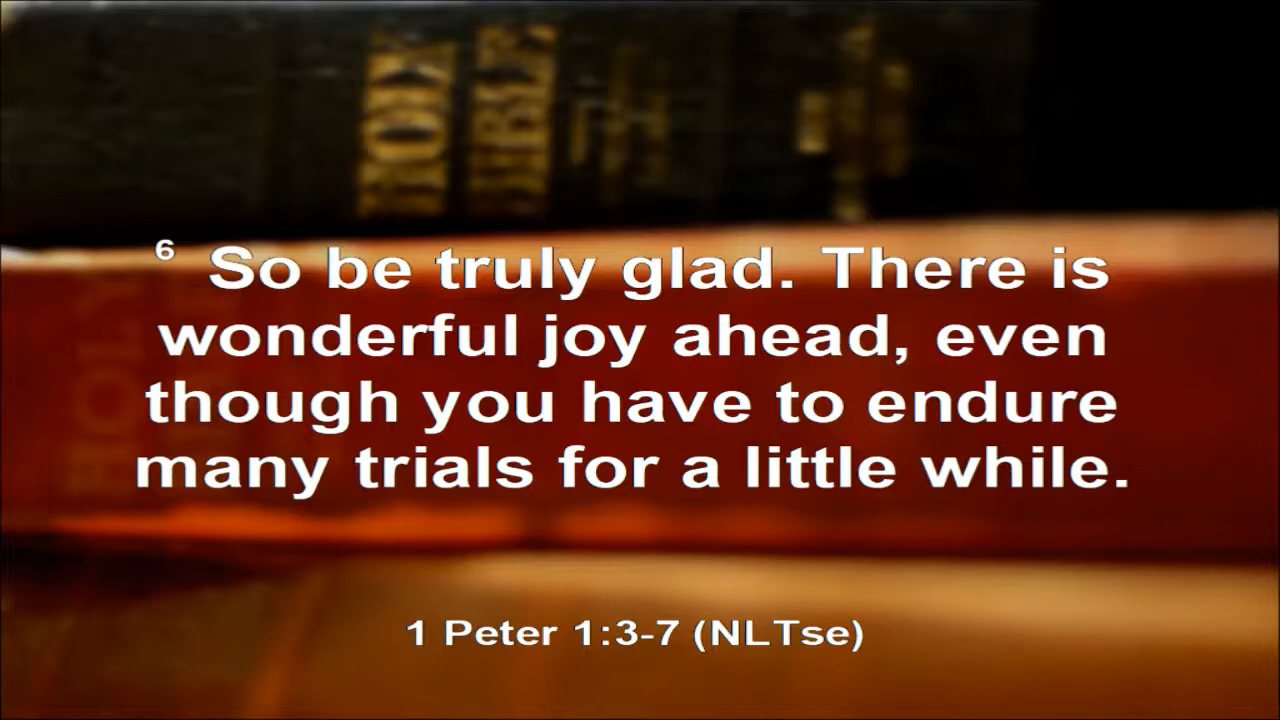 6 So be truly glad. There is
wonderful joy ahead, even
though you have to endure
many trials for a little while.
1 Peter 1:3-7 (NLTse)